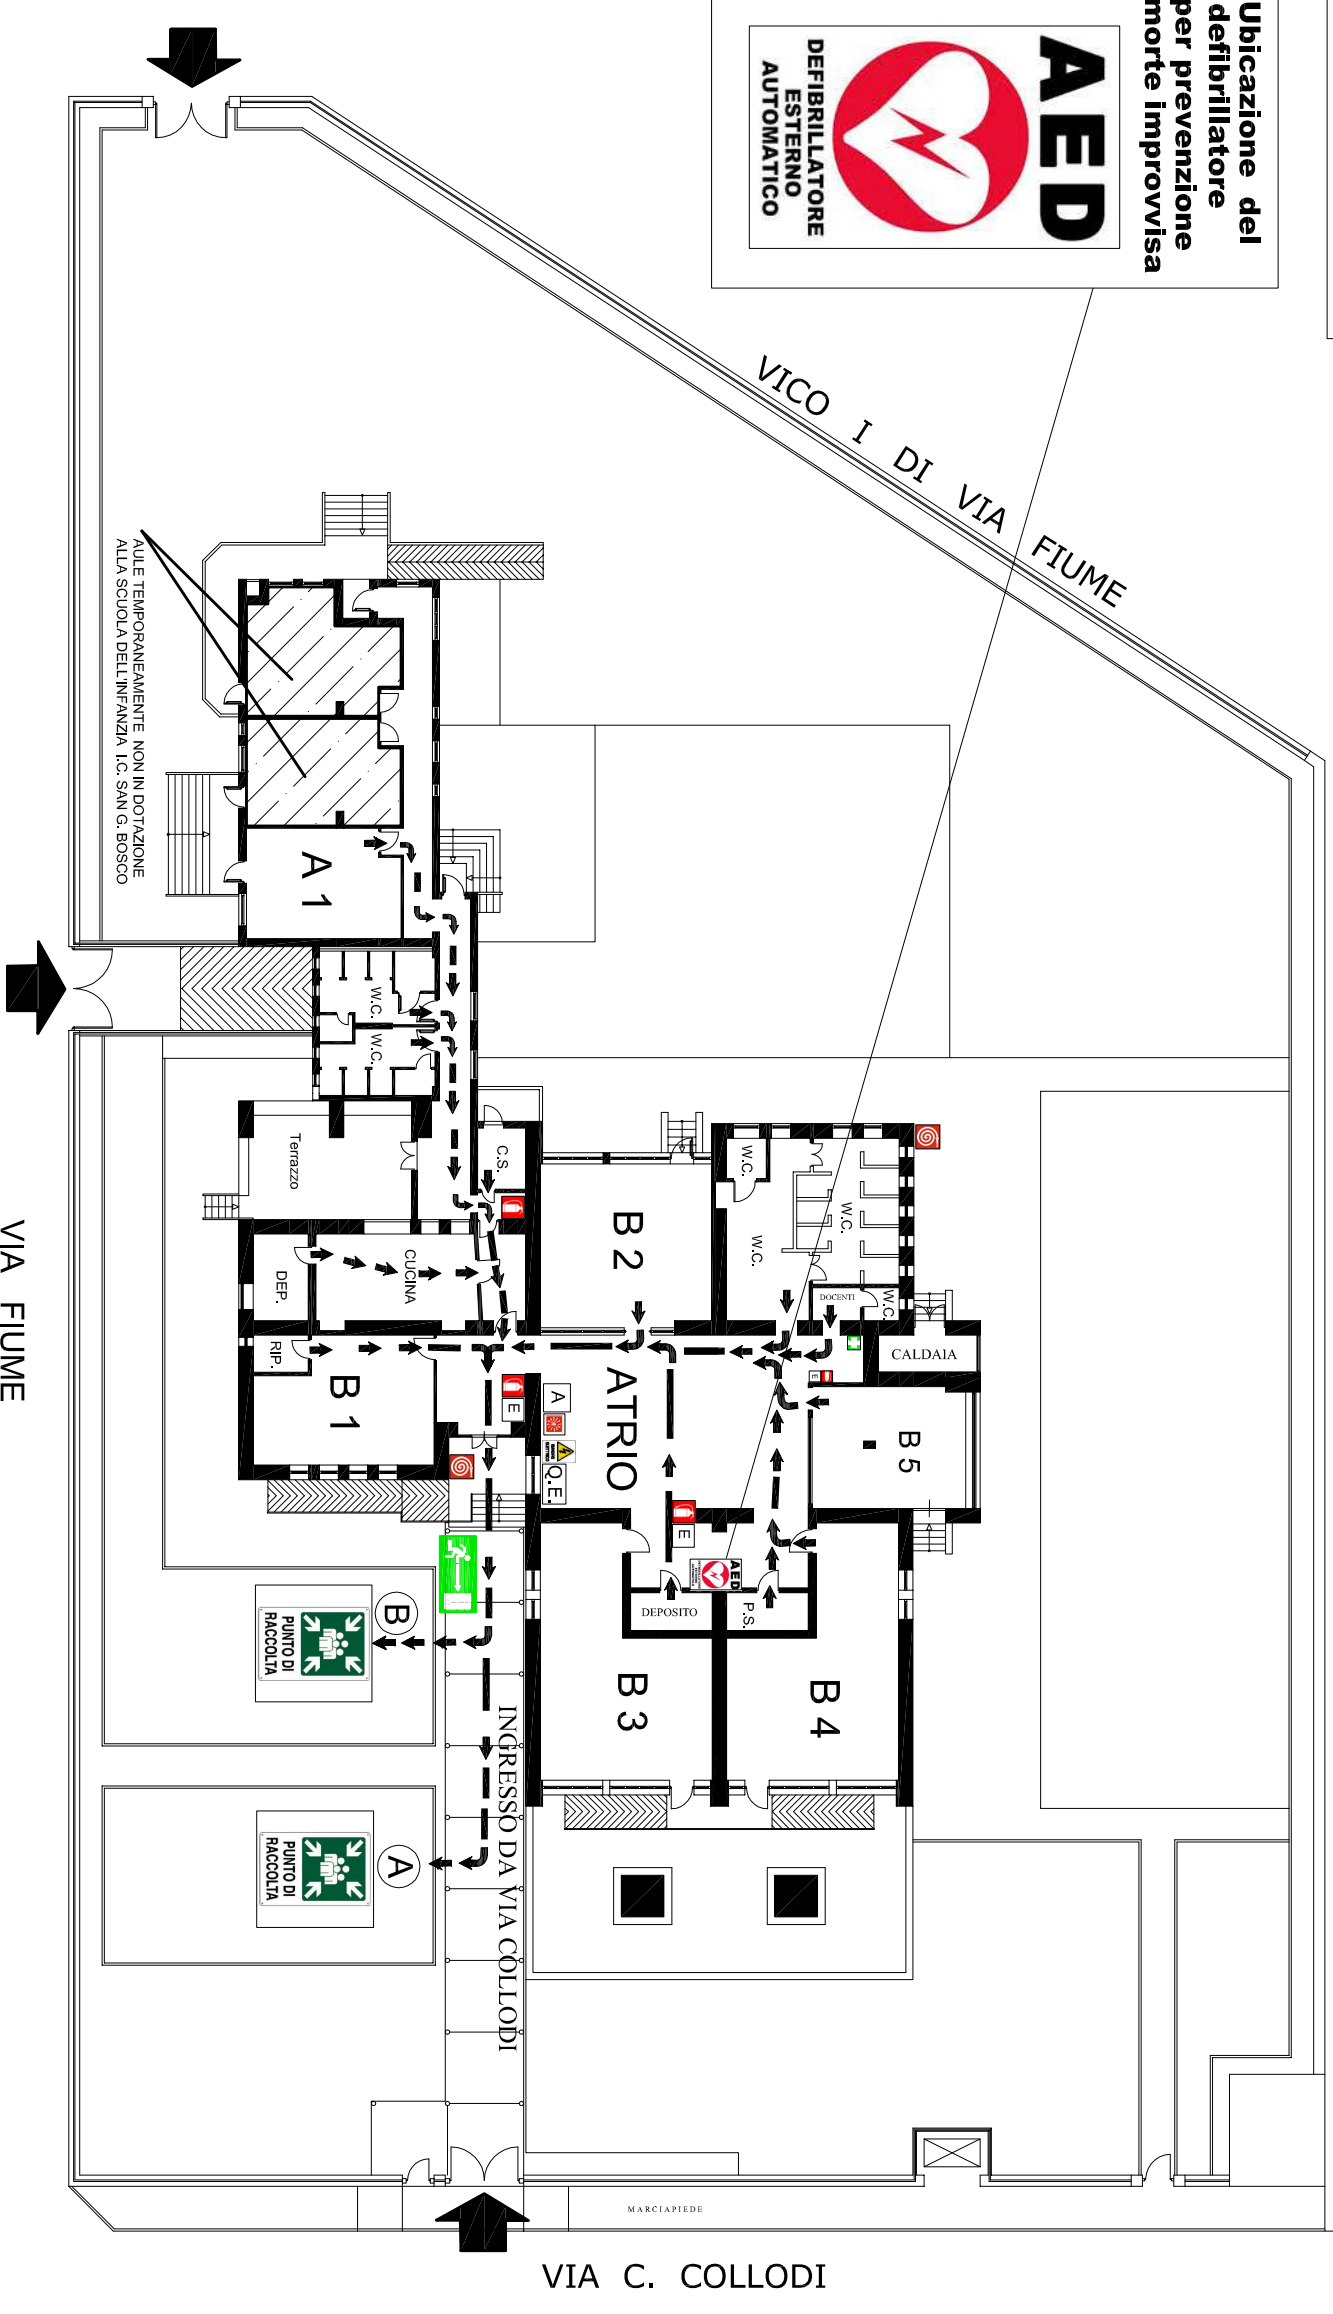 Ubicazione del
defibrillatore
per prevenzione
morte improvvisa
AED
DEFIBRILLATORE
ESTERNO
AUTOMATICO
VICO I DI VIA FIUME
AULE TEMPORANEAMENTE NON IN DOTAZIONE
ALLA SCUOLA DELL'INFANZIA I.C. SAN G. BOSCO
A 1
W.C.
W.C.
Terrazzo
C.S.
CUCINA
DEP.
RIP.
B 1
B 2
W.C.
W.C.
W.C.
W.C.
DOCENTI
CALDAIA
E
B 5
ATRIO
E
A
Q.E.
E
AED
DEPOSITO
P.S.
B 3
B 4
B
PUNTO DI
RACCOLTA
A
PUNTO DI
RACCOLTA
INGRESSO DA VIA COLLODI
MARCIAPIEDE
VIA FIUME
VIA C. COLLODI